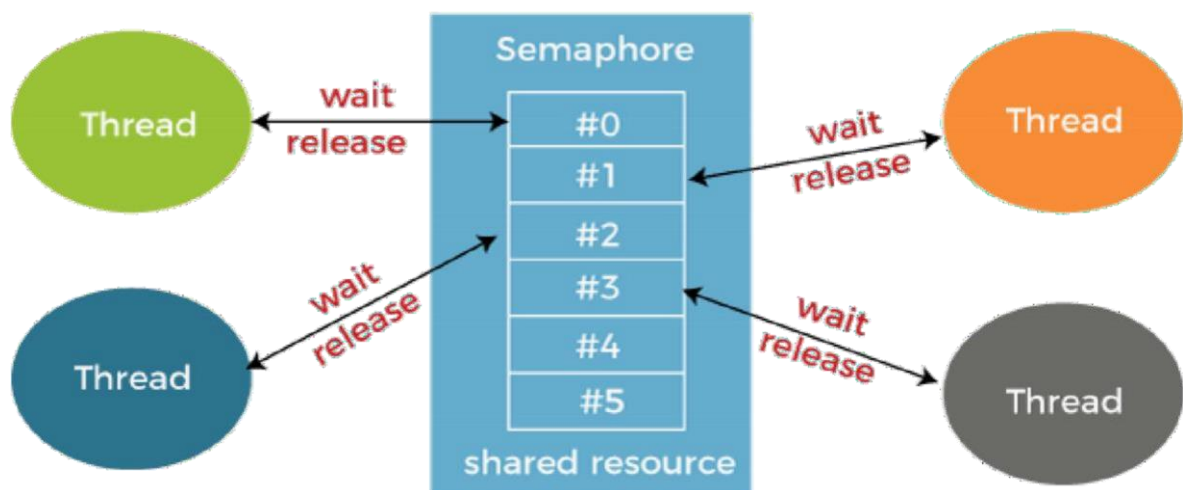 Semaphore
Thread
wait
release
#0
#1
#2
#3
#4
#5
wait
release
Thread
Thread
wait
release
wait
release
Thread
shared resource